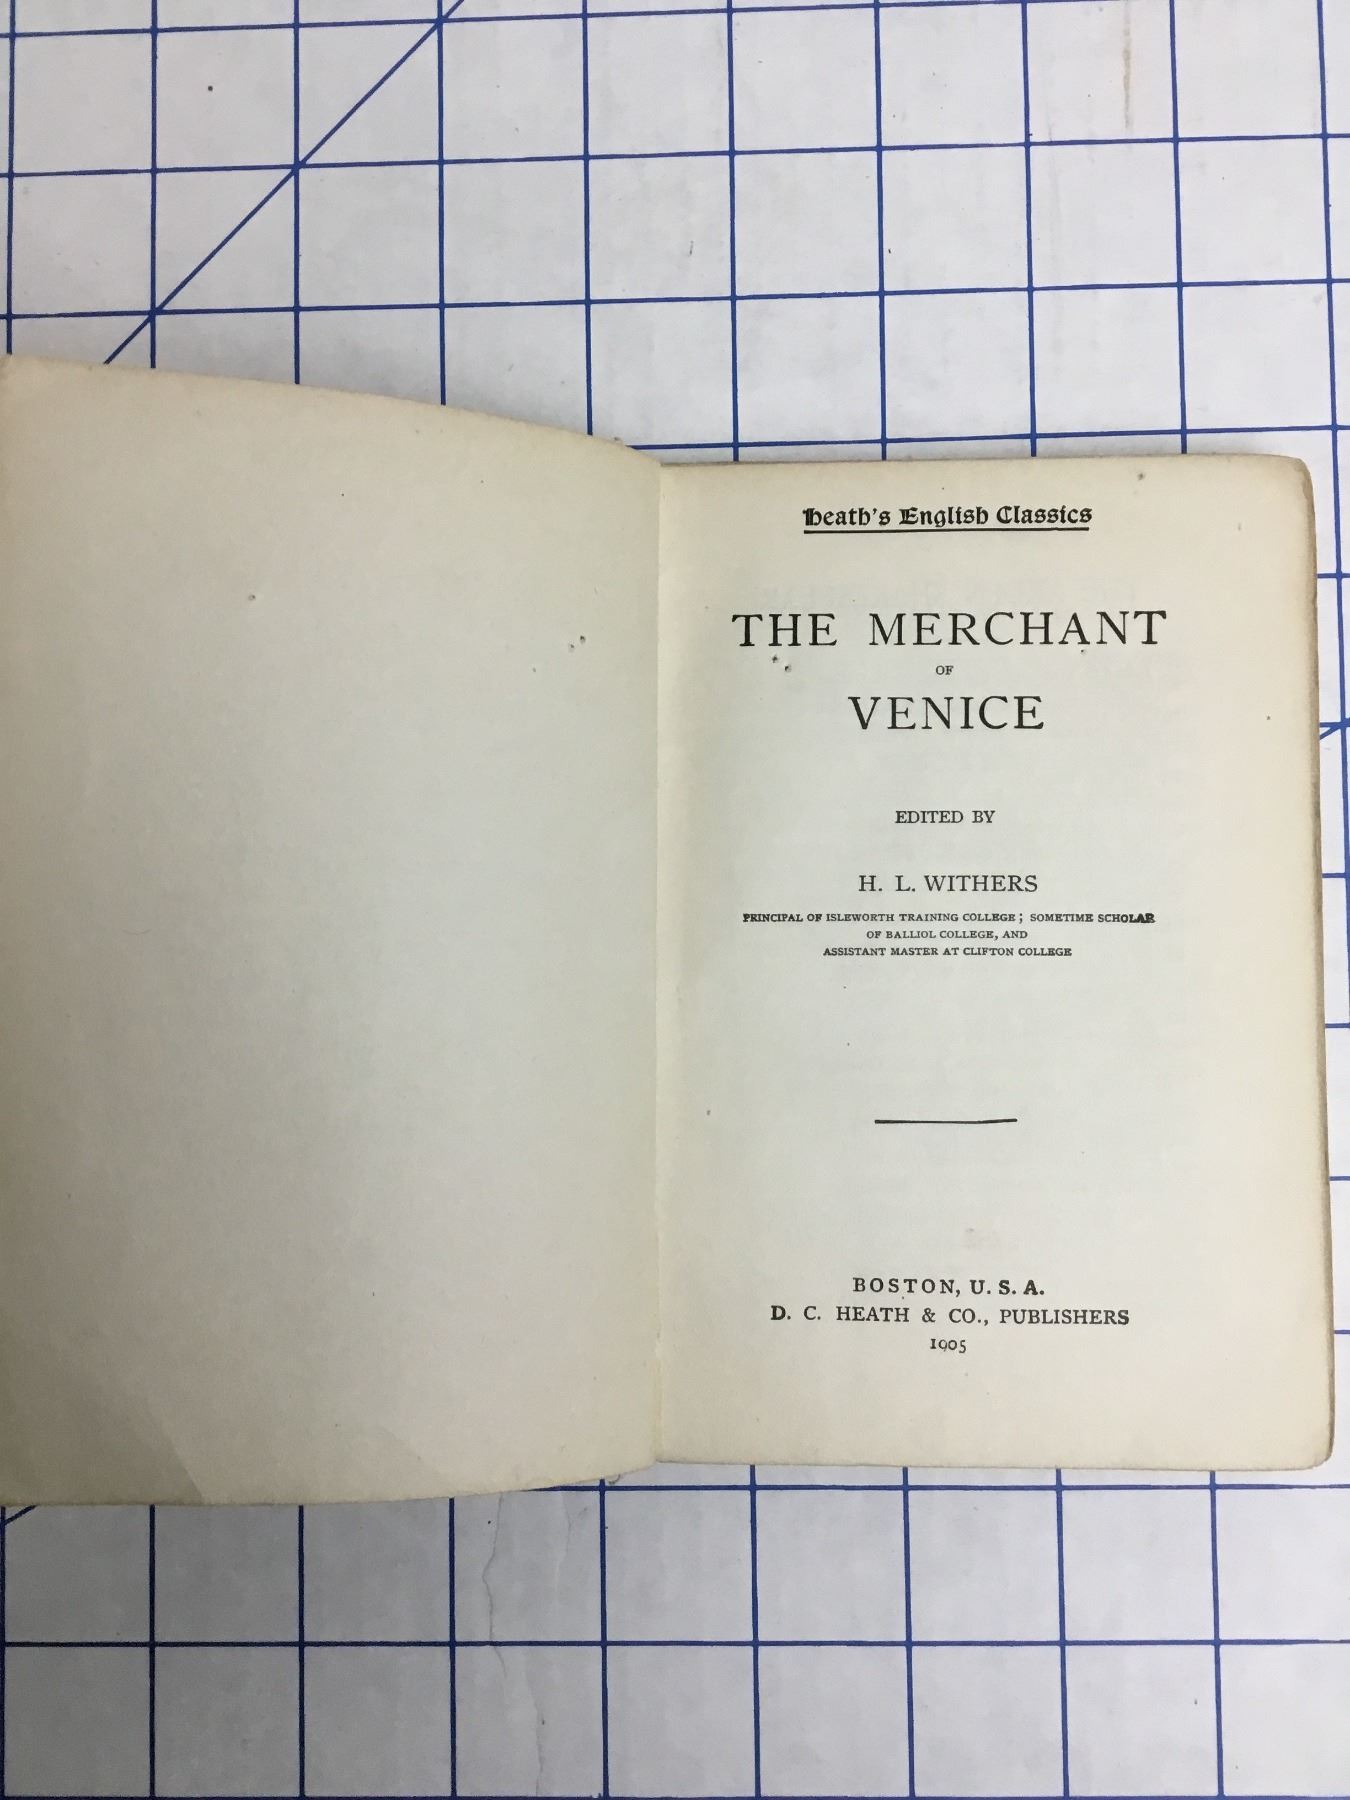 Heath's English Classics
THE MERCHANT
OF
VENICE
EDITED BY
H. L. WITHERS
PRINCIPAL OF ISLEWORTH TRAINING COLLEGE; SOMETIME SCHOLAR
OF BALLIOL COLLEGE, AND
ASSISTANT MASTER AT CLIFTON COLLEGE
BOSTON, U. S. A.
D. C. HEATH & CO., PUBLISHERS
1905